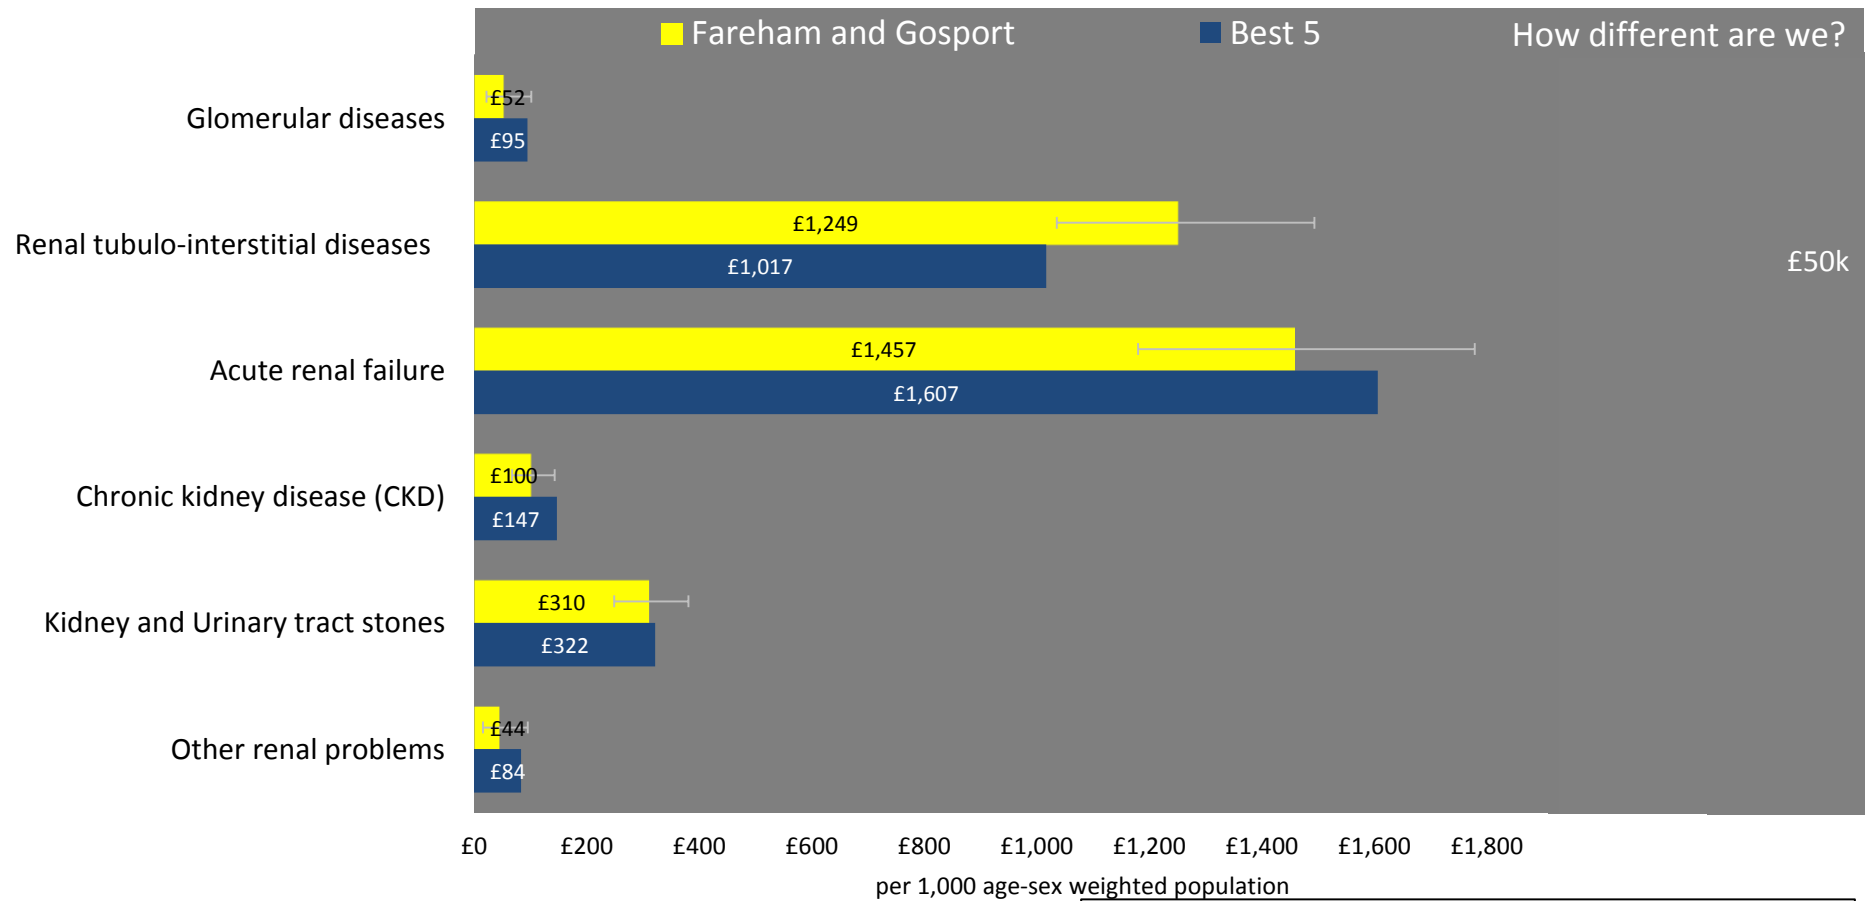 Fareham and Gosport Best 5 How different are we?
Glomerular diseases
£52
£95
Renal tubulo-interstitial diseases
£1,249
£1,017
£50k
Acute renal failure
£1,457
£1,607
Chronic kidney disease (CKD)
£100
£147
Kidney and Urinary tract stones
£310
£322
Other renal problems
£44
£84
£0 £200 £400 £600 £800 £1,000 £1,200 £1,400 £1,600 £1,800
per 1,000 age-sex weighted population